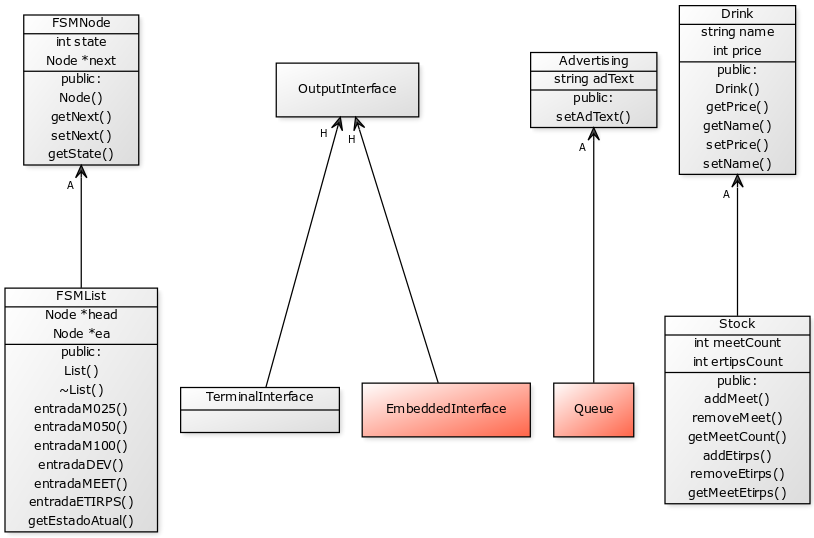 FSMNode
int state
Node *next
public:
Node()
getNext()
setNext()
getState()
A
FSMList
Node *head
Node *ea
public:
List()
~List()
entradaM025()
entradaM050()
entradaM100()
entradaDEV()
entradaMEET()
entradaETIRPS()
getEstadoAtual()
OutputInterface
H
H
TerminalInterface
EmbeddedInterface
Advertising
string adText
public:
setAdText()
A
Queue
Drink
string name
int price
public:
Drink()
getPrice()
getName()
setPrice()
setName()
A
Stock
int meetCount
int ertipsCount
public:
addMeet()
removeMeet()
getMeetCount()
addEtirps()
removeEtirps()
getMeetEtirps()